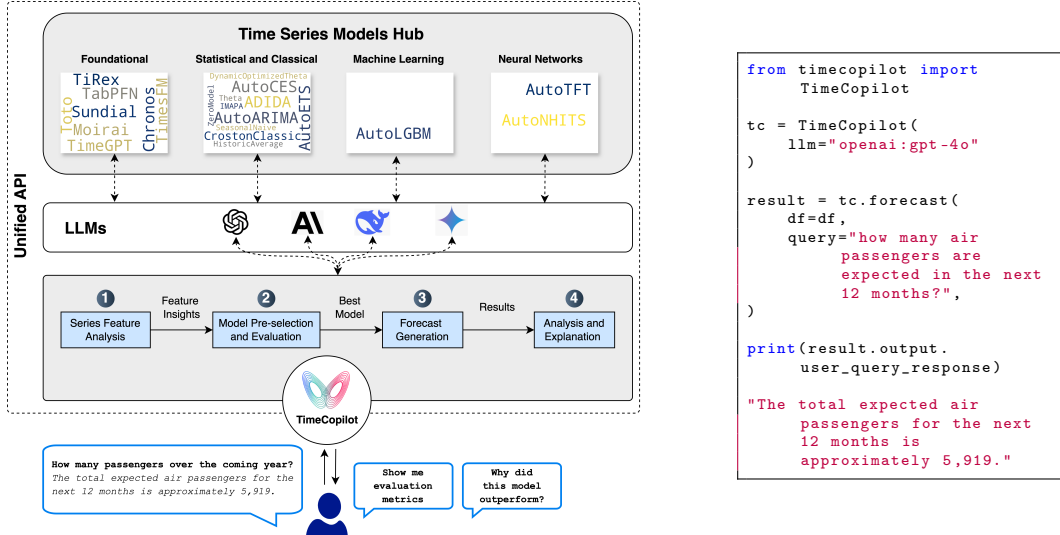 Time Series Models Hub
Foundational
Statistical and Classical
Machine Learning
Neural Networks
TiRex
TabPFN
Toto
Sundial
Moirai
TimeGPT
Chronos
TimesFM
DynamicOptimizedTheta
AutoCES
ZeroModel
Theta
ADIDA
IMAPA
AutoARIMA
SeasonalNaive
CrostonClassic
HistoricAverage
AutoETS
AutoLGBM
AutoTFT
AutoNHITS
Unified API
LLMs
1
2
3
4
Series Feature
Analysis
Feature
Insights
Model Pre-selection
and Evaluation
Best
Model
Forecast
Generation
Results
Analysis and
Explanation
TimeCopilot
How many passengers over the coming year?
The total expected air passengers for the
next 12 months is approximately 5,919.
Show me
evaluation
metrics
Why did
this model
outperform?
from timecopilot import
TimeCopilot
tc = TimeCopilot(
llm="openai:gpt-4o"
)
result = tc.forecast(
df=df,
query="how many air
passengers are
expected in the next
12 months?",
)
print(result.output.
user_query_response)
"The total expected air
passengers for the next
12 months is
approximately 5,919."